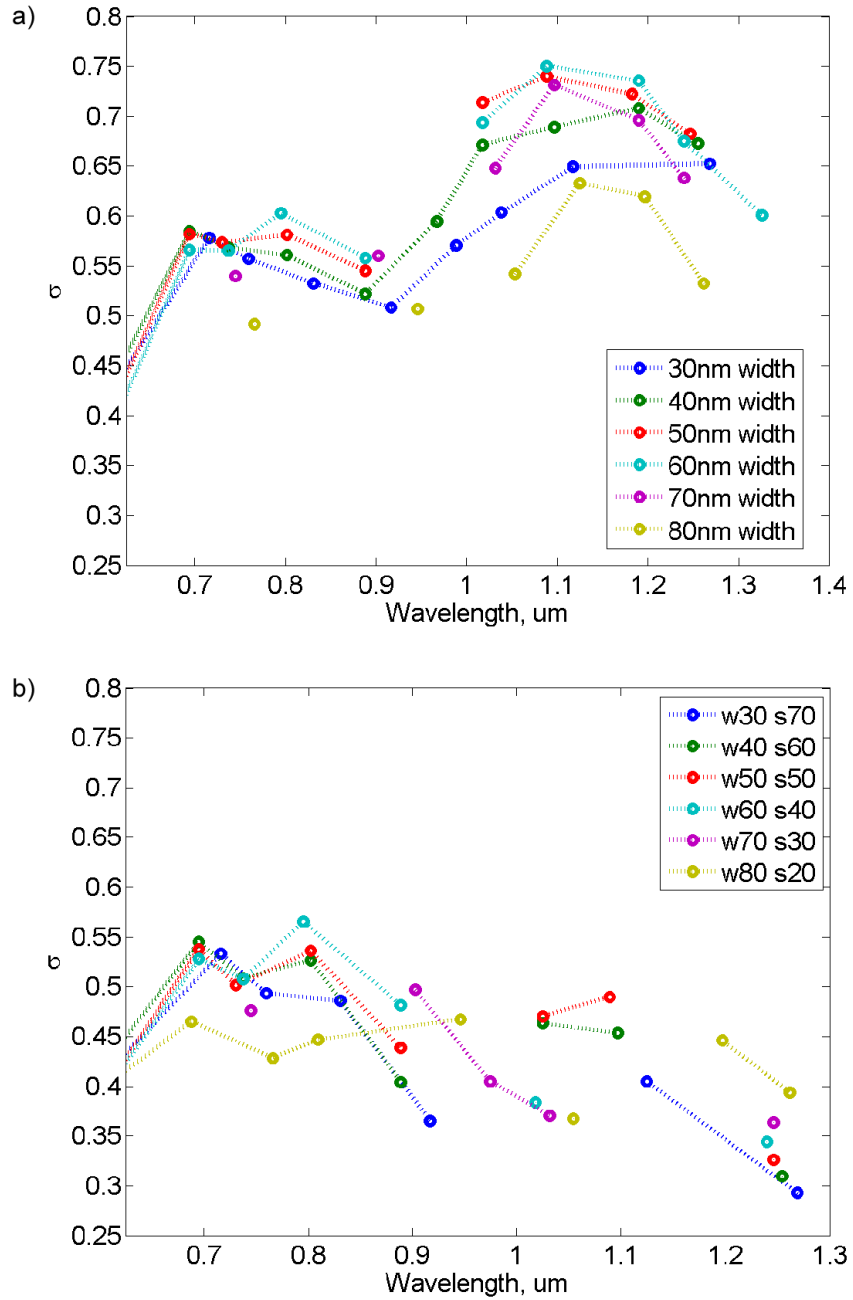 a)
0.8
0.75
0.7
0.65
0.6
0.55
σ
0.5
0.45
0.4
0.35
0.3
0.25
30nm width
40nm width
50nm width
60nm width
70nm width
80nm width
0.7 0.8 0.9 1 1.1 1.2 1.3 1.4
Wavelength, um
b)
0.8
0.75
0.7
0.65
0.6
0.55
σ
0.5
0.45
0.4
0.35
0.3
0.25
w30 s70
w40 s60
w50 s50
w60 s40
w70 s30
w80 s20
0.7 0.8 0.9 1 1.1 1.2 1.3
Wavelength, um